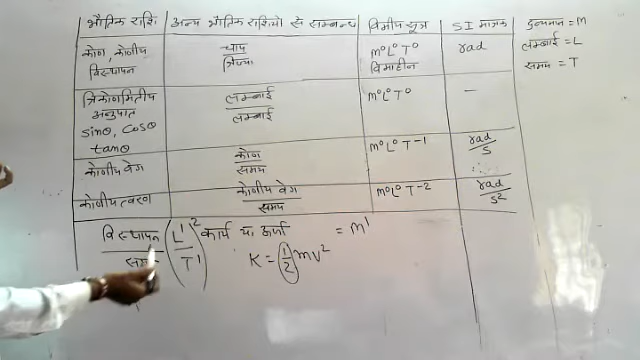 भौतिक राशि | अन्य भौतिक राशियों से सम्बन्ध | विमीय सूत्र | SI मात्रक
कोण, कोणीय विस्थापन | चाप / त्रिज्या | M⁰L⁰T⁰ विमाहीन | rad
त्रिकोणमितीय अनुपात sinθ, cosθ tanθ | लम्बाई / लम्बाई | M⁰L⁰T⁰ | —
कोणीय वेग | कोण / समय | M⁰L⁰T⁻¹ | rad / s
कोणीय त्वरण | कोणीय वेग / समय | M⁰L⁰T⁻² | rad / s²
द्रव्यमान = M
लम्बाई = L
समय = T
विस्थापन / समय (L¹ / T¹)² कार्य या ऊर्जा = M¹
K = (1/2) mv²